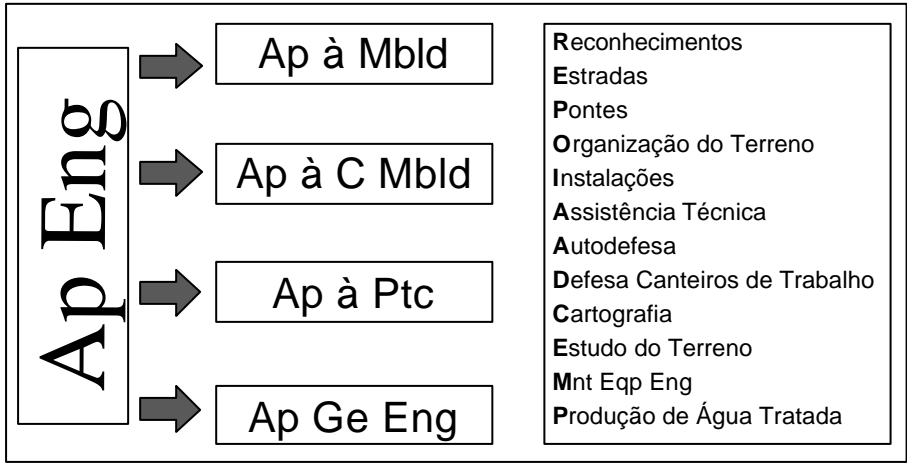 Ap Eng
Ap à Mbld
Ap à C Mbld
Ap à Ptc
Ap Ge Eng
Reconhecimentos
Estradas
Pontes
Organização do Terreno
Instalações
Assistência Técnica
Autodefesa
Defesa Canteiros de Trabalho
Cartografia
Estudo do Terreno
Mnt Eqp Eng
Produção de Água Tratada